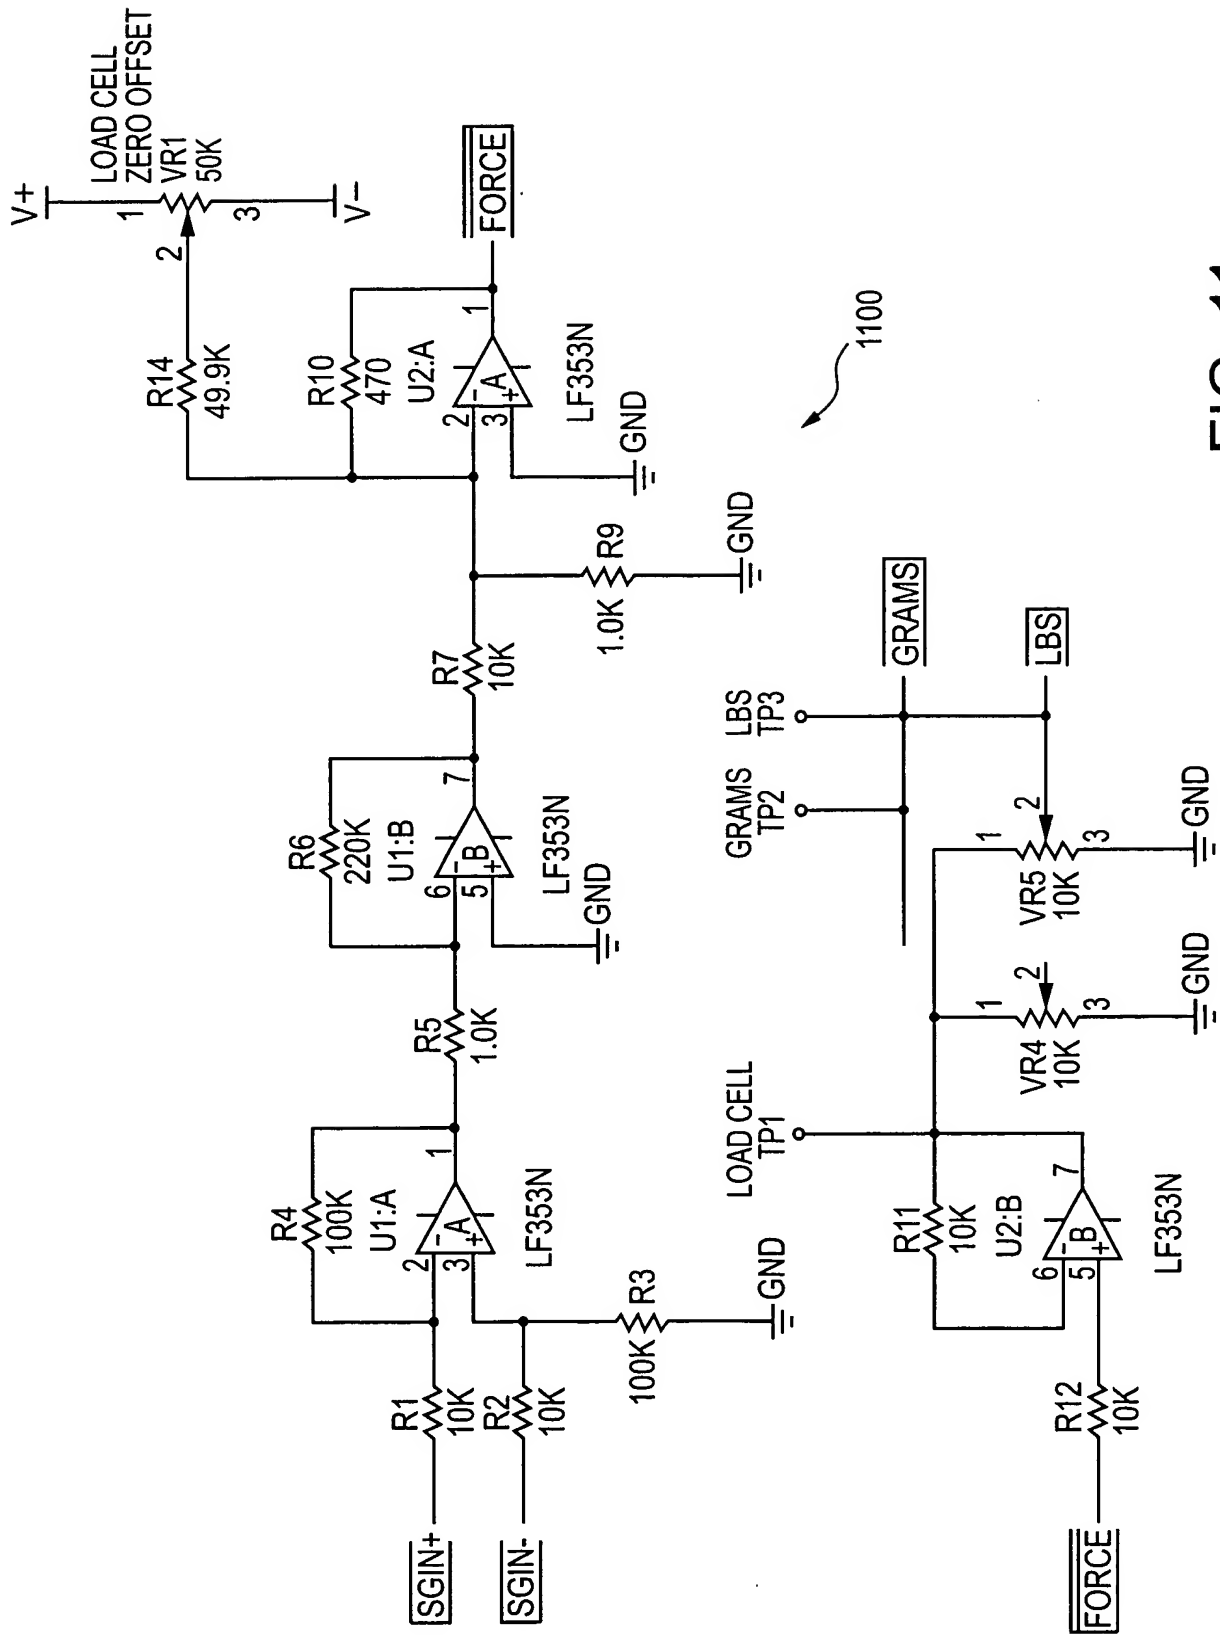 V+
LOAD CELL
ZERO OFFSET
VR1
50K
1
2
3
V-
R14
49.9K
R10
470
U2:A
2
3
-
+
A
1
LF353N
GND
FORCE
R9
1.0K
GND
R7
10K
R6
220K
U1:B
6
5
-
+
B
7
LF353N
GND
R5
1.0K
R4
100K
U1:A
2
3
-
+
A
1
LF353N
R1
10K
R2
10K
R3
100K
GND
SGIN+
SGIN-
1100
LOAD CELL
TP1
GRAMS
TP2
LBS
TP3
GRAMS
LBS
R11
10K
U2:B
6
5
-
+
B
7
LF353N
R12
10K
FORCE
1
2
3
VR4
10K
GND
1
2
3
VR5
10K
GND